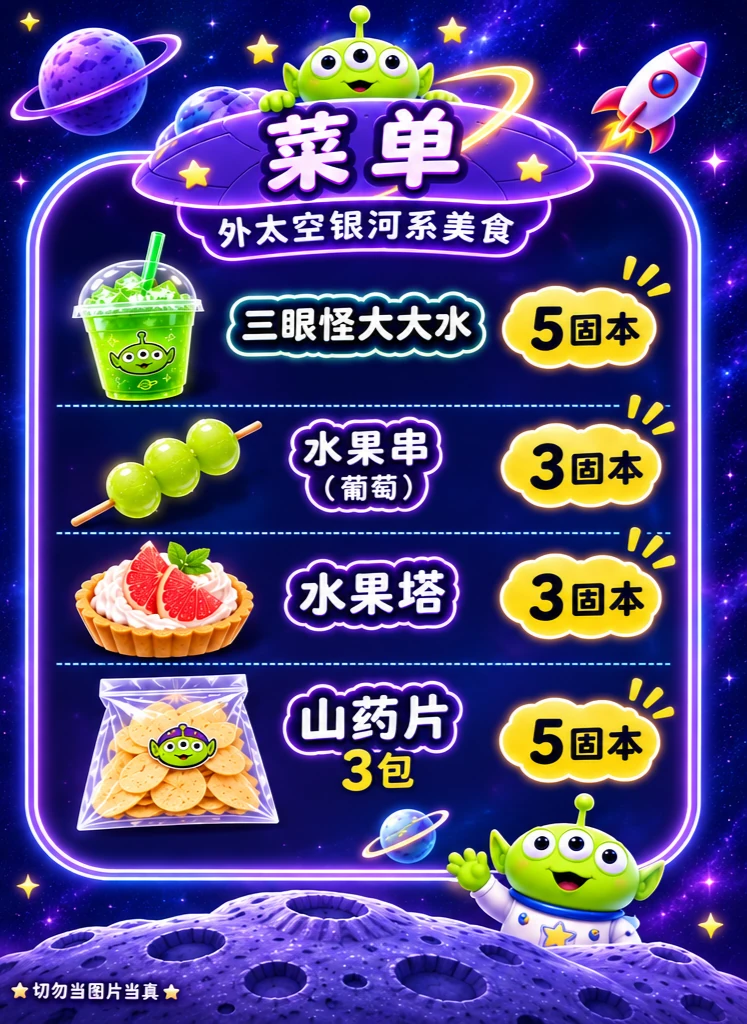 菜单
外太空银河系美食
三眼怪大大水
5固本
水果串
（葡萄）
3固本
水果塔
3固本
山药片
3包
5固本
切勿当图片当真